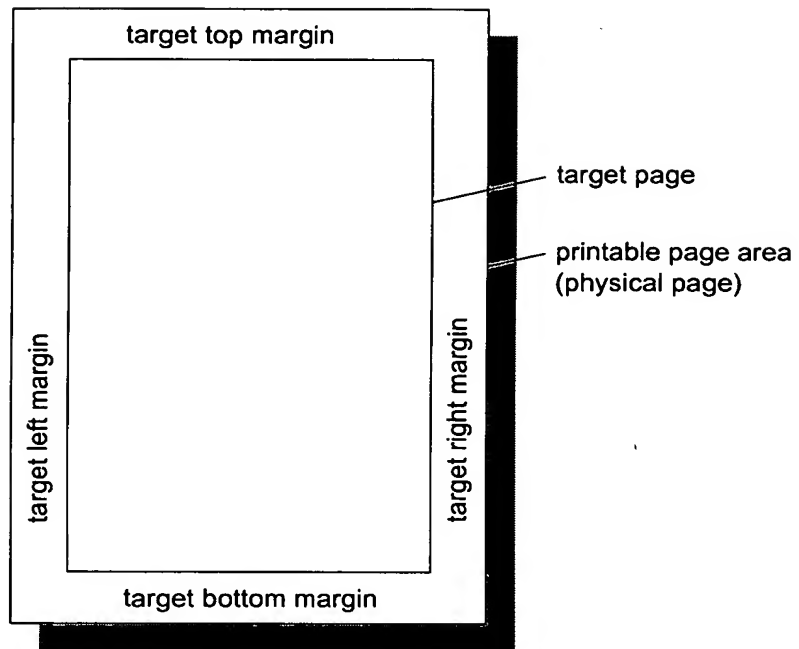 target top margin
target page
printable page area
(physical page)
target left margin
target right margin
target bottom margin